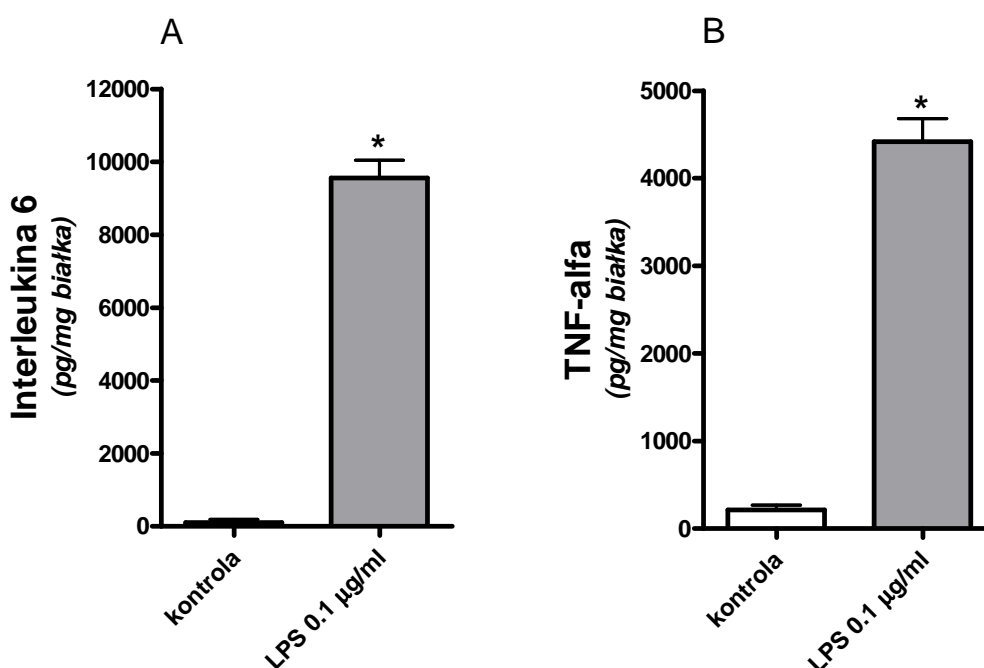 A
Interleukina 6
(pg/mg białka)
12000
10000
8000
6000
4000
2000
0
*
kontrola
LPS 0.1 µg/ml
B
TNF-alfa
(pg/mg białka)
5000
4000
3000
2000
1000
0
*
kontrola
LPS 0.1 µg/ml